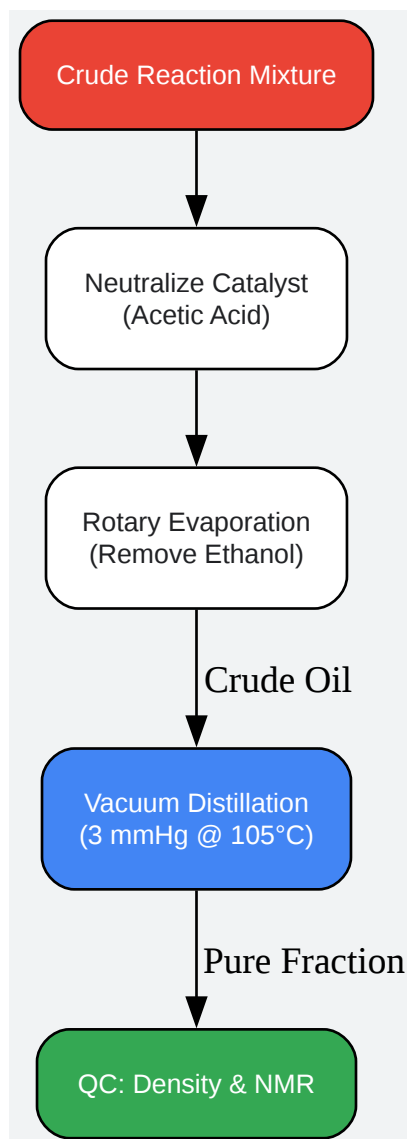 Crude Reaction Mixture
Neutralize Catalyst
(Acetic Acid)
Rotary Evaporation
(Remove Ethanol)
Crude Oil
Vacuum Distillation
(3 mmHg @ 105°C)
Pure Fraction
QC: Density & NMR